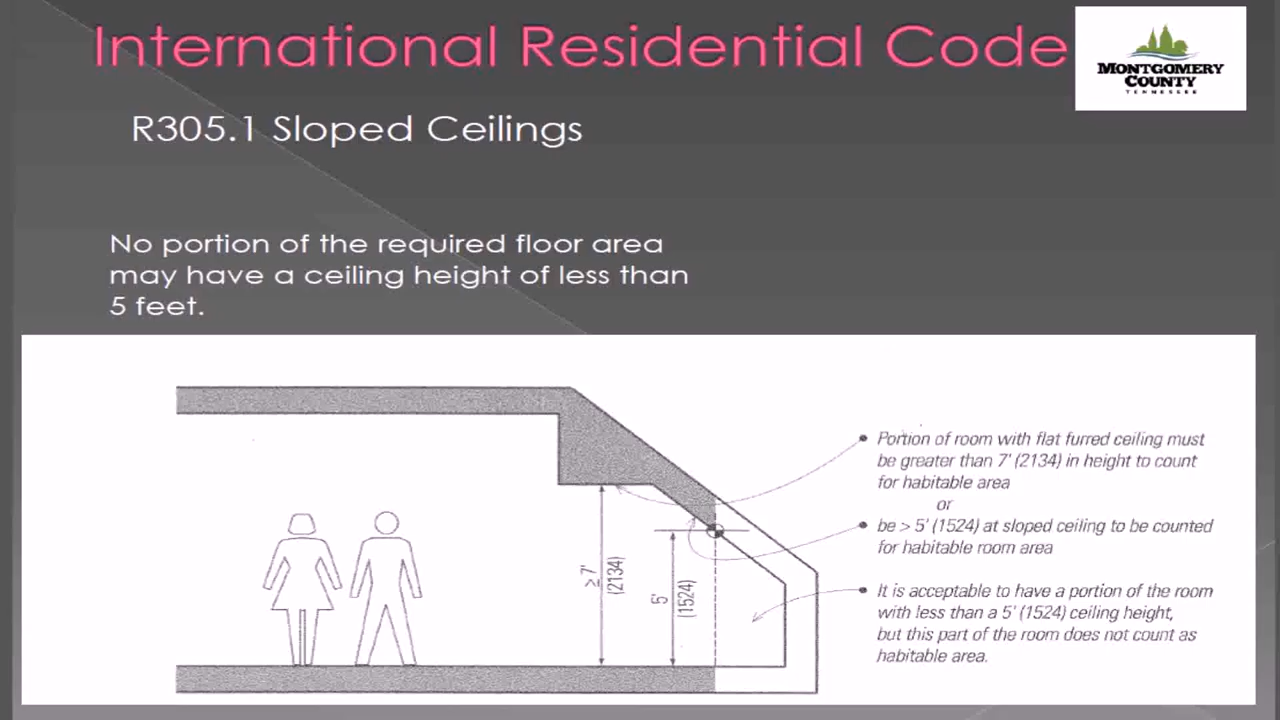 International Residential Code
MONTGOMERY
COUNTY
TENNESSEE
R305.1 Sloped Ceilings
No portion of the required floor area
may have a ceiling height of less than
5 feet.
≥ 7'
(2134)
5'
(1524)
Portion of room with flat furred ceiling must
be greater than 7' (2134) in height to count
for habitable area
or
be > 5' (1524) at sloped ceiling to be counted
for habitable room area
It is acceptable to have a portion of the room
with less than a 5' (1524) ceiling height,
but this part of the room does not count as
habitable area.